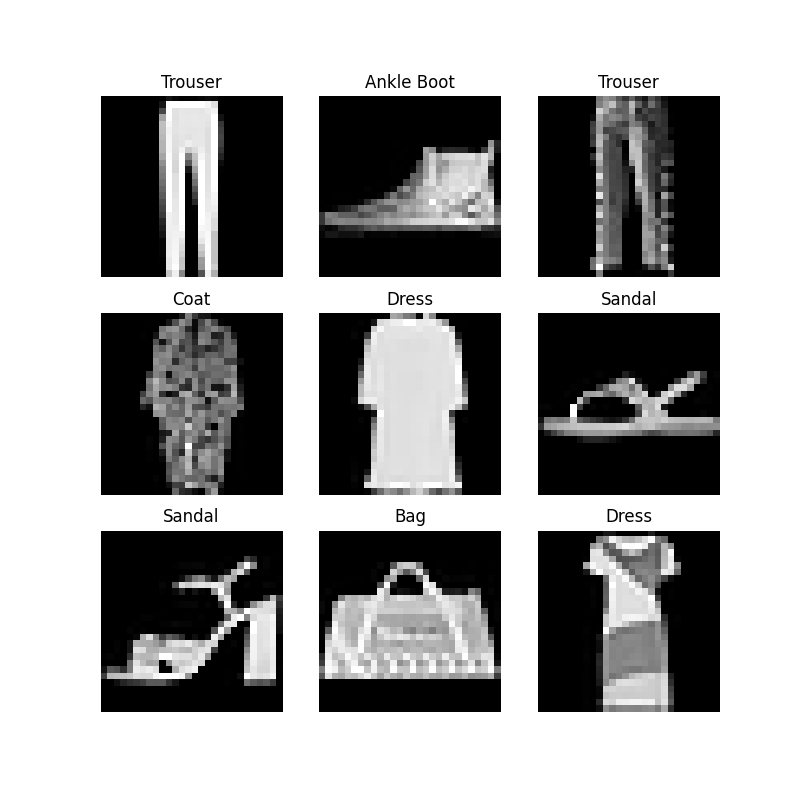 Trouser
Ankle Boot
Trouser
Coat
Dress
Sandal
Sandal
Bag
Dress